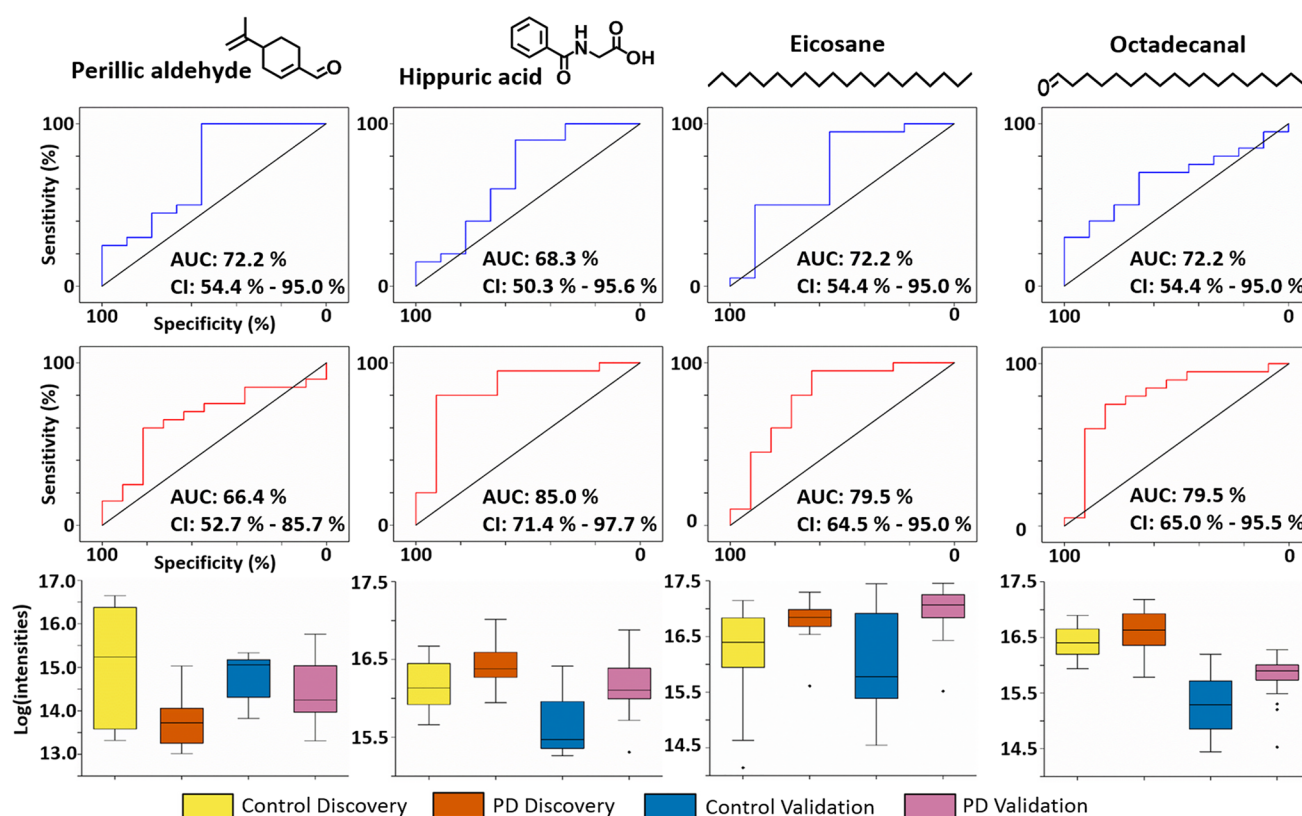 Perillic aldehyde
O
Hippuric acid
O
H
N
O
OH
Eicosane
Octadecanal
O
Sensitivity (%)
100
0
AUC: 72.2 %
CI: 54.4 % - 95.0 %
100
Specificity (%)
0
100
0
AUC: 68.3 %
CI: 50.3 % - 95.6 %
100
0
100
0
AUC: 72.2 %
CI: 54.4 % - 95.0 %
100
0
100
0
AUC: 72.2 %
CI: 54.4 % - 95.0 %
100
0
Sensitivity (%)
100
0
AUC: 66.4 %
CI: 52.7 % - 85.7 %
100
Specificity (%)
0
100
0
AUC: 85.0 %
CI: 71.4 % - 97.7 %
100
0
100
0
AUC: 79.5 %
CI: 64.5 % - 95.0 %
100
0
100
0
AUC: 79.5 %
CI: 65.0 % - 95.5 %
100
0
Log(intensities)
17.0
16.0
15.0
14.0
13.0
17.5
16.5
15.5
17.5
16.5
15.5
14.5
17.5
16.5
15.5
14.5
Control Discovery
PD Discovery
Control Validation
PD Validation